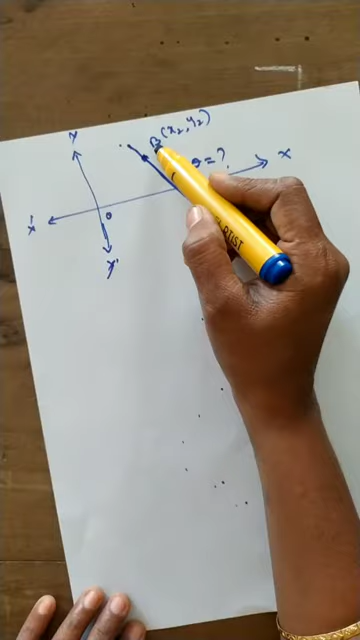 B(x₂, y₂)
Y
θ = ?
X
X'
O
Y'